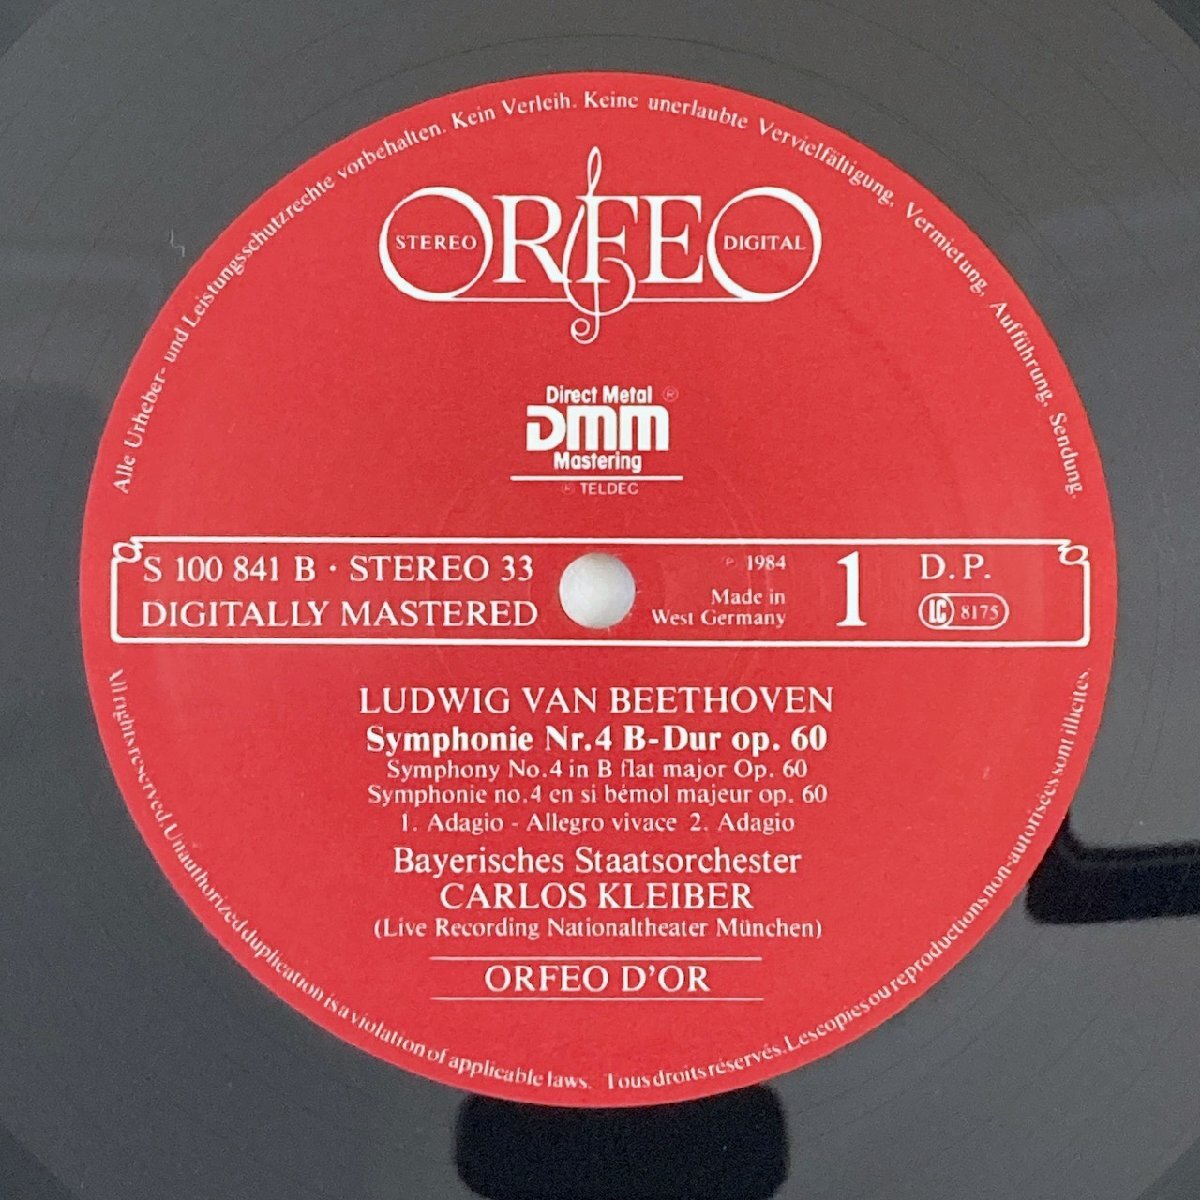 Alle Urheber- und Leistungsschutzrechte vorbehalten. Kein Verleih. Keine unerlaubte Vervielfältigung, Vermietung, Aufführung, Sendung.
ORFEO
STEREO
DIGITAL
Direct Metal ®
DMM
Mastering
℗ TELDEC
S 100 841 B · STEREO 33
DIGITALLY MASTERED
℗ 1984
Made in
West Germany
1
D.P.
LC 8175
LUDWIG VAN BEETHOVEN
Symphonie Nr.4 B-Dur op. 60
Symphony No.4 in B flat major Op. 60
Symphonie no.4 en si bémol majeur op. 60
1. Adagio - Allegro vivace 2. Adagio
Bayerisches Staatsorchester
CARLOS KLEIBER
(Live Recording Nationaltheater München)
ORFEO D'OR
All rights reserved. Unauthorized duplication is a violation of applicable laws. Tous droits réservés. Les copies ou reproductions non-autorisées sont illicites.